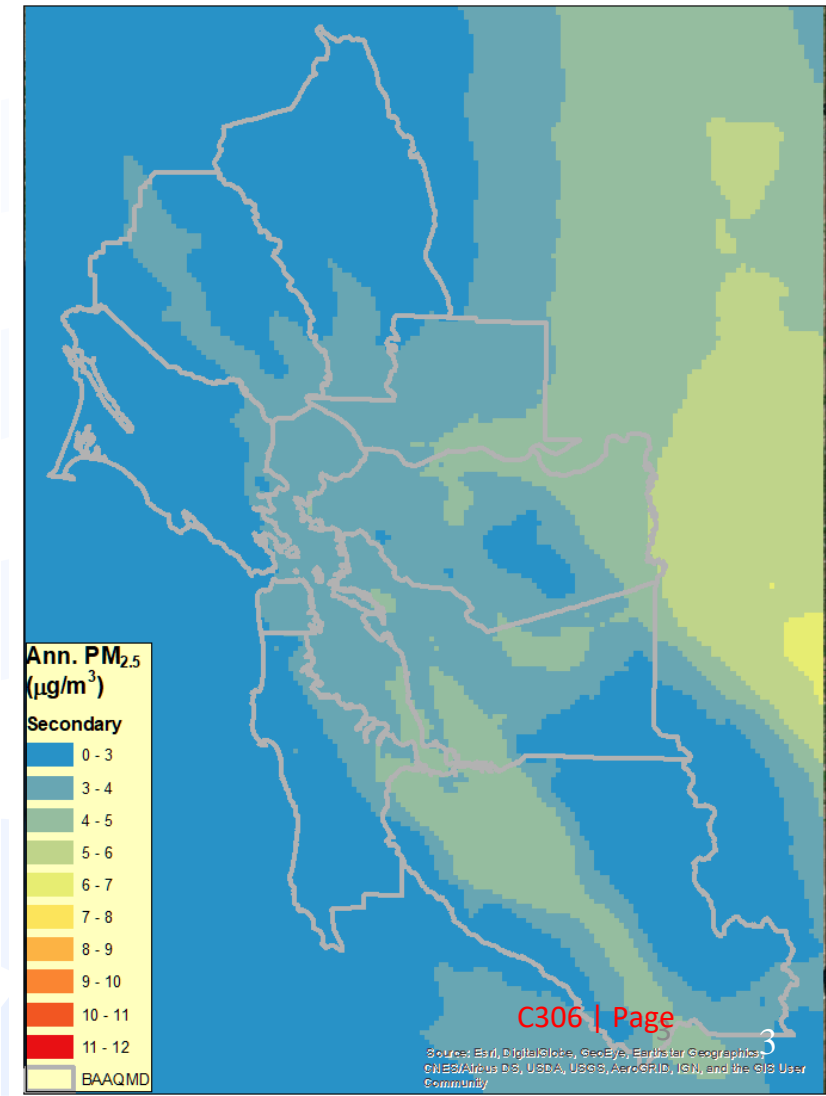 Ann. PM2.5
(µg/m3)
Secondary
0 - 3
3 - 4
4 - 5
5 - 6
6 - 7
7 - 8
8 - 9
9 - 10
10 - 11
11 - 12
BAAQMD
C306 | Page
3
3
Source: Esri, DigitalGlobe, GeoEye, Earthstar Geographics,
CNES/Airbus DS, USDA, USGS, AeroGRID, IGN, and the GIS User
Community